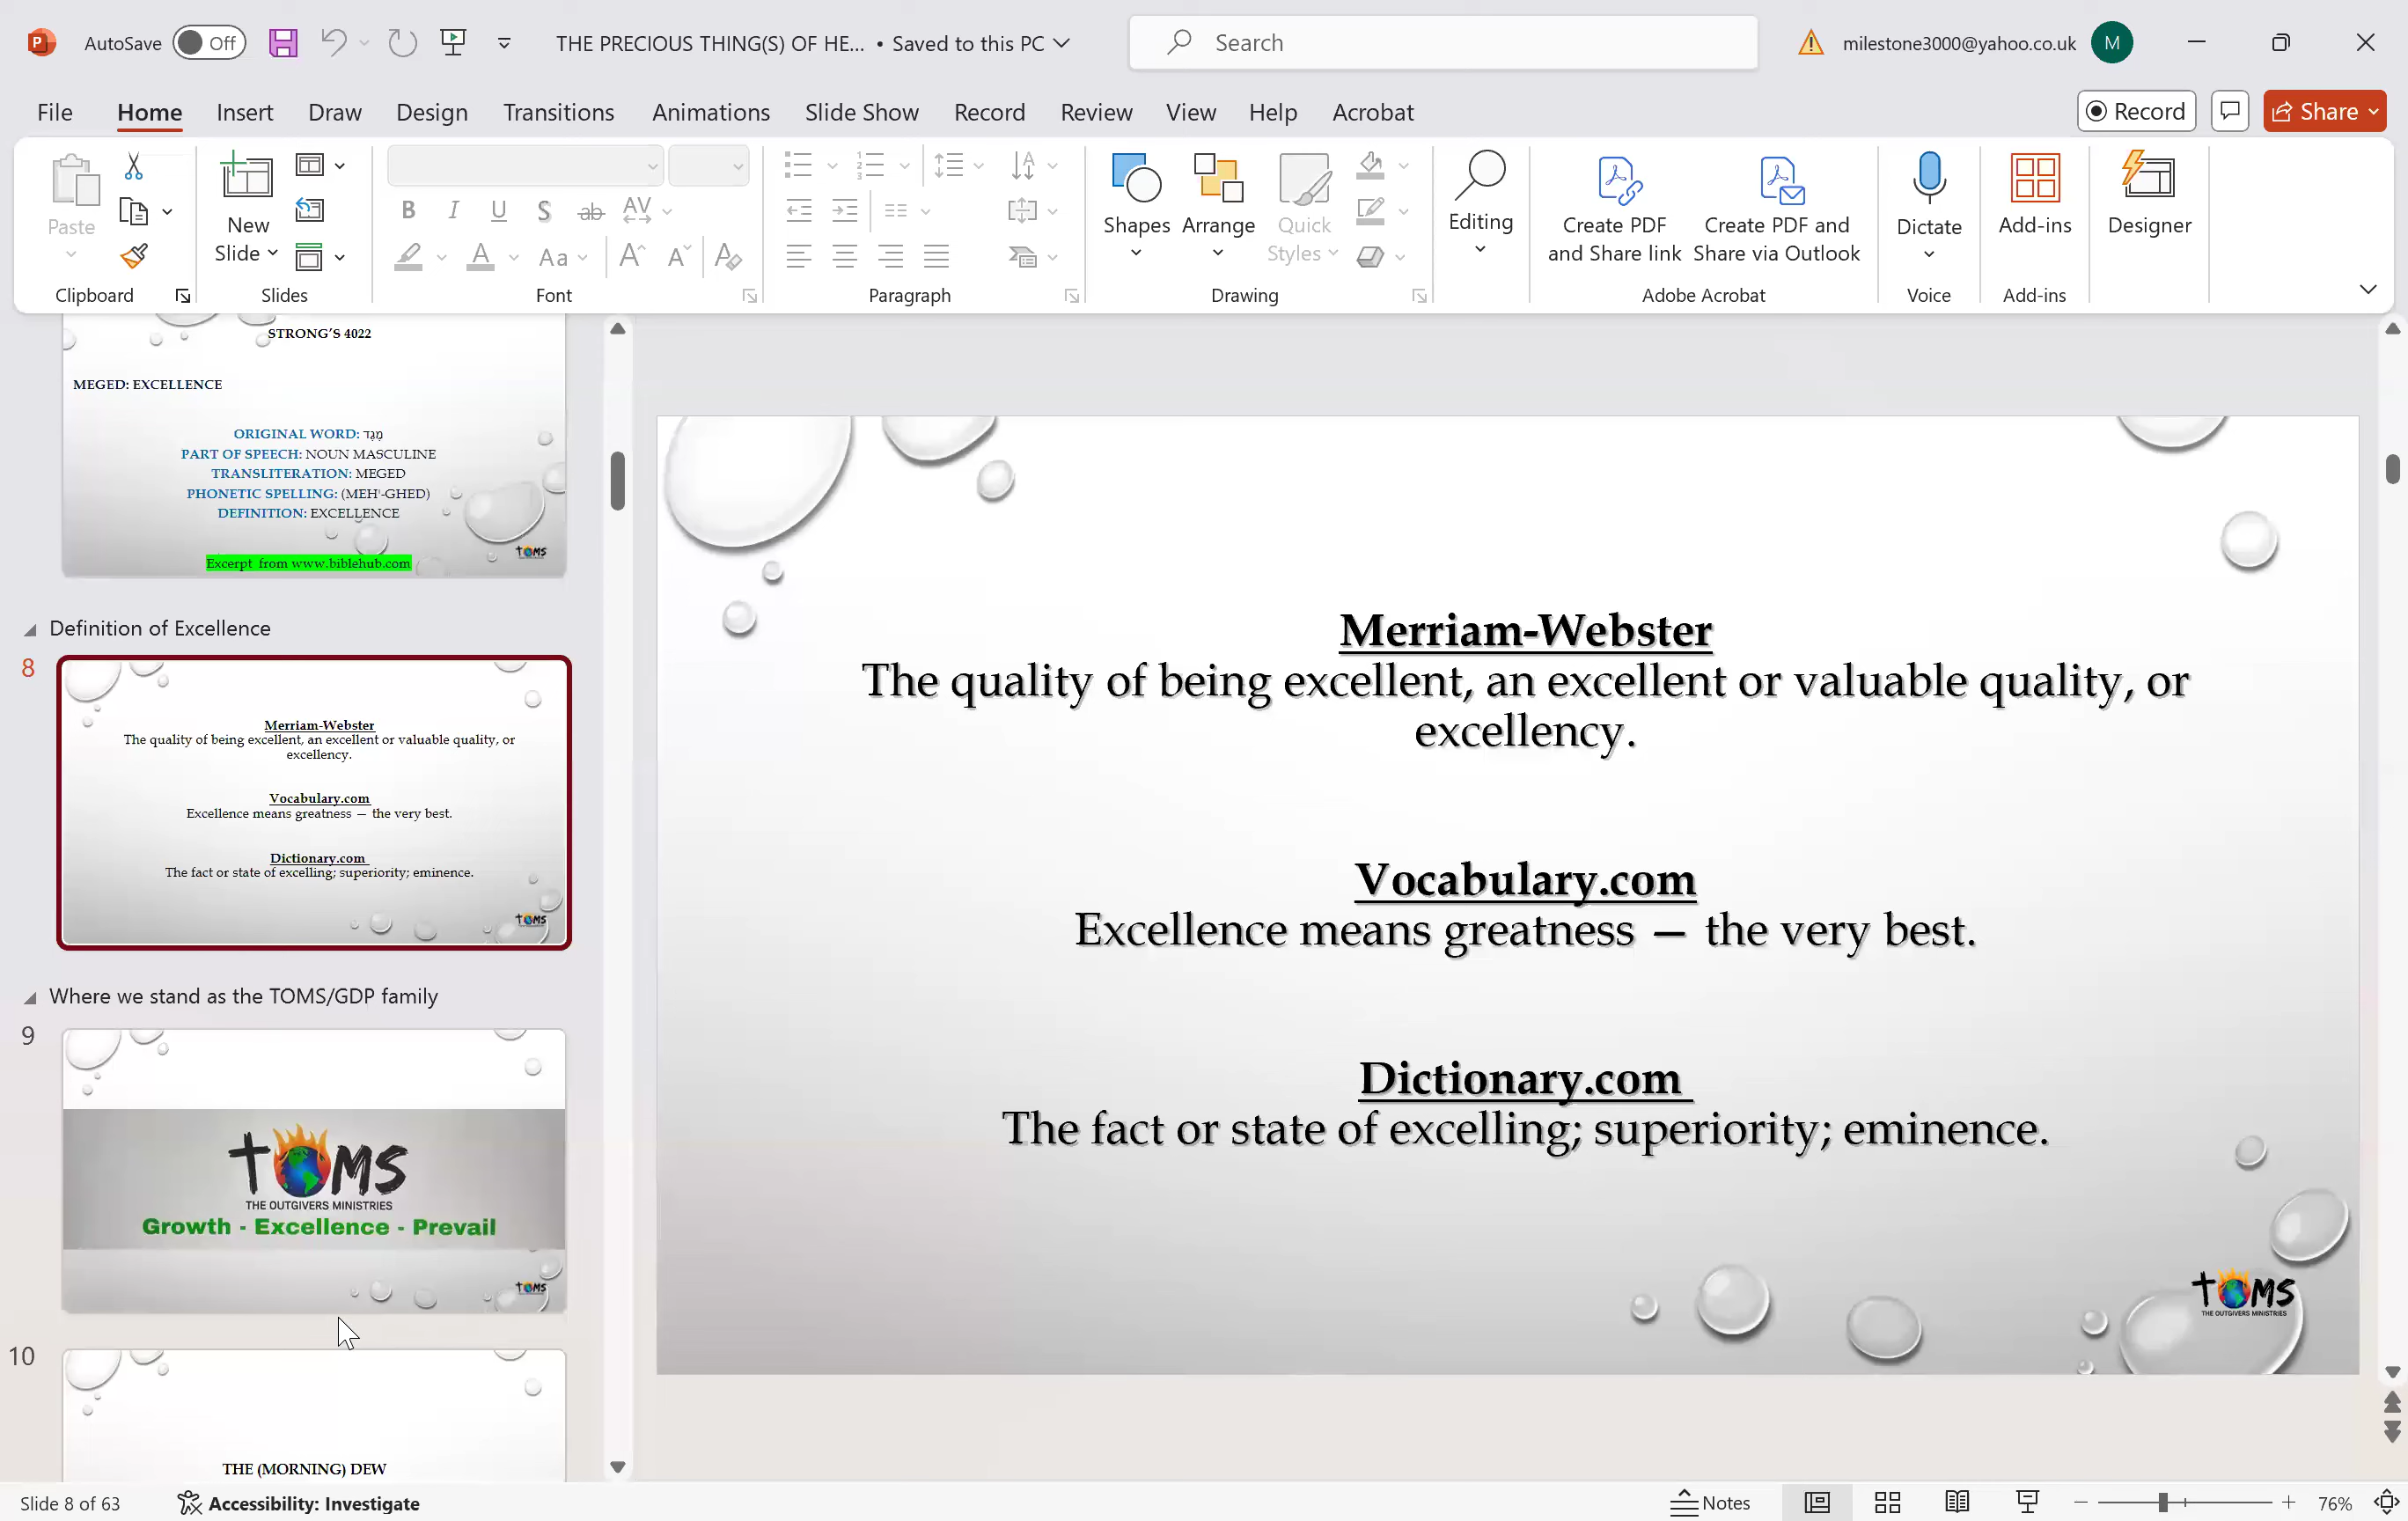 AutoSave Off THE PRECIOUS THING(S) OF HE... • Saved to this PC Search milestone3000@yahoo.co.uk M
File Home Insert Draw Design Transitions Animations Slide Show Record Review View Help Acrobat Record Share
Paste New Slide B I U S ab AV Aa A A A Shapes Arrange Quick Styles Editing Create PDF and Share link Create PDF and Share via Outlook Dictate Add-ins Designer
Clipboard Slides Font Paragraph Drawing Adobe Acrobat Voice Add-ins
STRONG'S 4022
MEGED: EXCELLENCE
ORIGINAL WORD: מֶגֶד
PART OF SPEECH: NOUN MASCULINE
TRANSLITERATION: MEGED
PHONETIC SPELLING: (MEH'-GHED)
DEFINITION: EXCELLENCE
TOMS
Excerpt from www.biblehub.com
Definition of Excellence
8
Merriam-Webster
The quality of being excellent, an excellent or valuable quality, or
excellency.
Vocabulary.com
Excellence means greatness — the very best.
Dictionary.com
The fact or state of excelling; superiority; eminence.
TOMS
Where we stand as the TOMS/GDP family
9
TOMS
THE OUTGIVERS MINISTRIES
Growth - Excellence - Prevail
TOMS
10
THE (MORNING) DEW
Merriam-Webster
The quality of being excellent, an excellent or valuable quality, or
excellency.
Vocabulary.com
Excellence means greatness — the very best.
Dictionary.com
The fact or state of excelling; superiority; eminence.
TOMS
THE OUTGIVERS MINISTRIES
Slide 8 of 63 Accessibility: Investigate Notes 76%